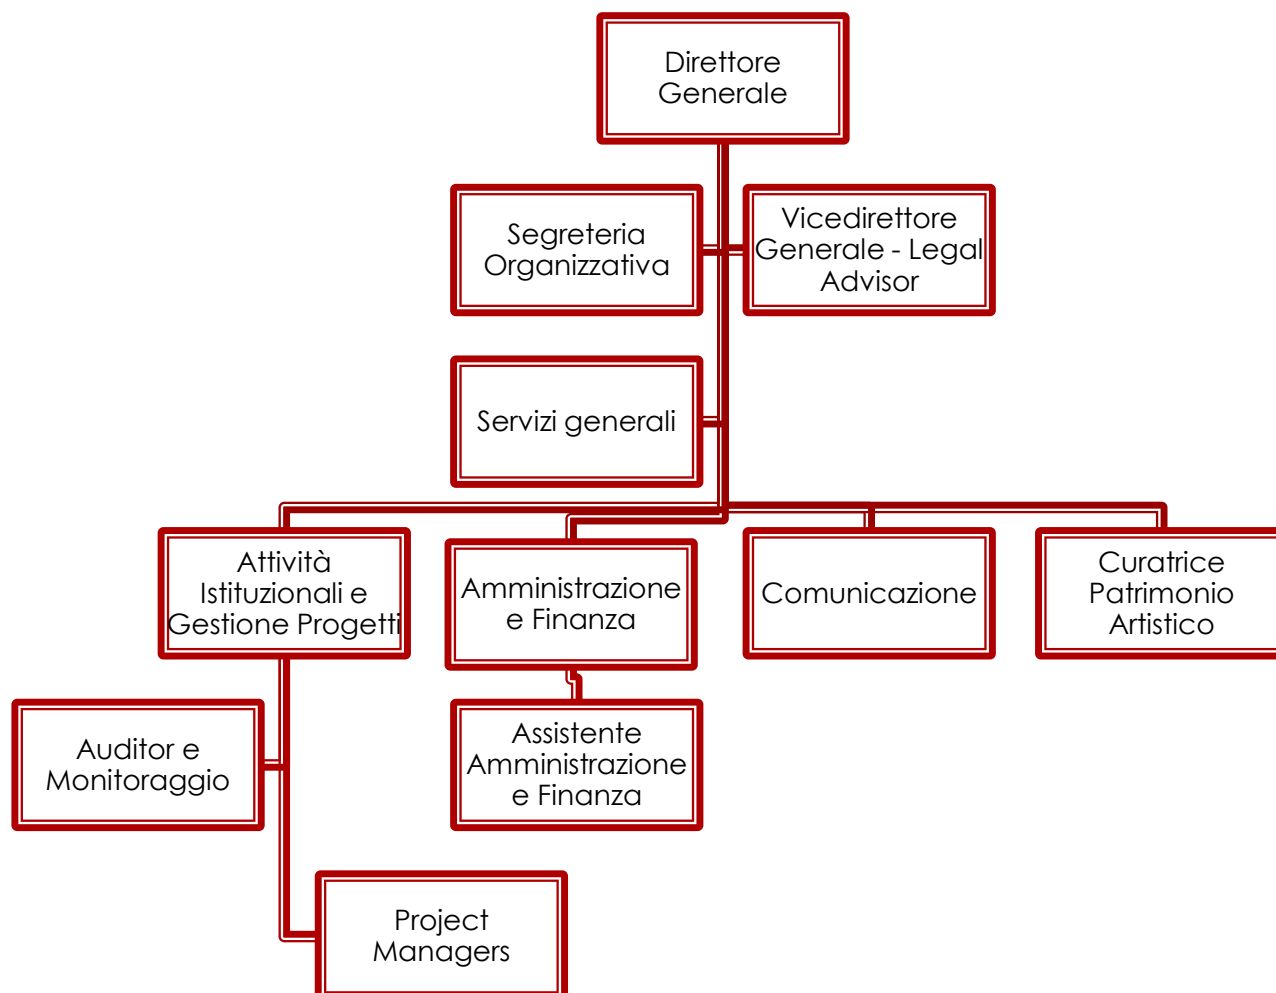 Direttore
Generale
Segreteria
Organizzativa
Vicedirettore
Generale - Legal
Advisor
Servizi generali
Attività
Istituzionali e
Gestione Progetti
Amministrazione
e Finanza
Comunicazione
Curatrice
Patrimonio
Artistico
Auditor e
Monitoraggio
Assistente
Amministrazione
e Finanza
Project
Managers